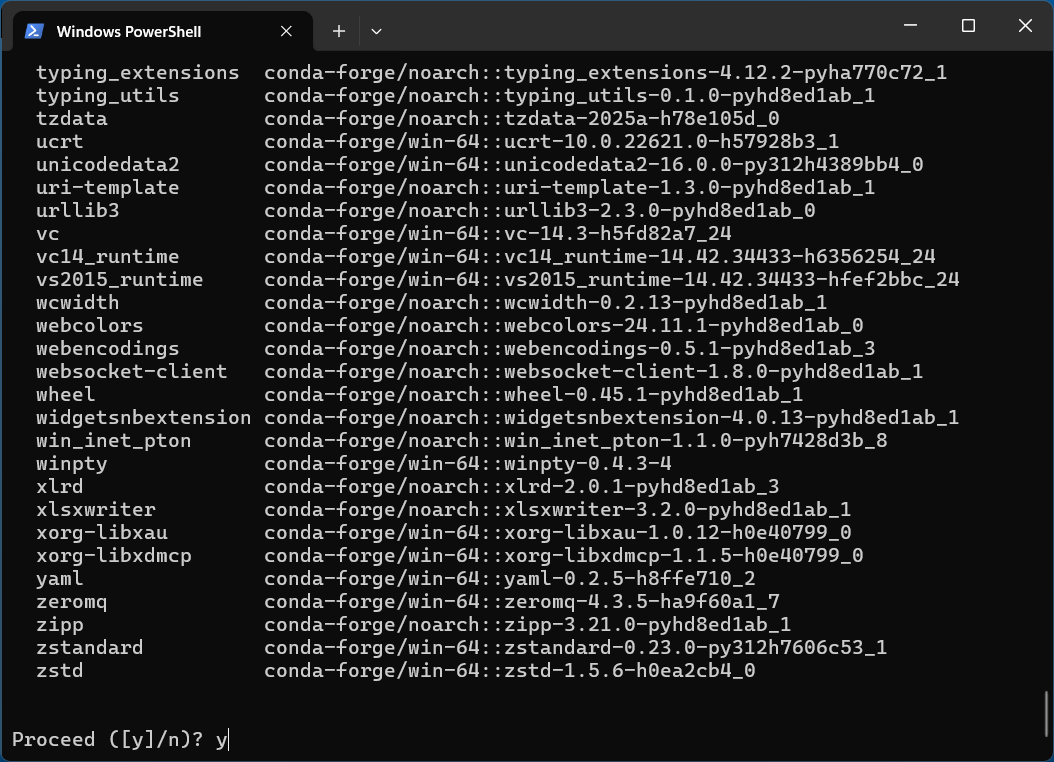 Windows PowerShell
typing_extensions conda-forge/noarch::typing_extensions-4.12.2-pyha770c72_1
typing_utils conda-forge/noarch::typing_utils-0.1.0-pyhd8ed1ab_1
tzdata conda-forge/noarch::tzdata-2025a-h78e105d_0
ucrt conda-forge/win-64::ucrt-10.0.22621.0-h57928b3_1
unicodedata2 conda-forge/win-64::unicodedata2-16.0.0-py312h4389bb4_0
uri-template conda-forge/noarch::uri-template-1.3.0-pyhd8ed1ab_1
urllib3 conda-forge/noarch::urllib3-2.3.0-pyhd8ed1ab_0
vc conda-forge/win-64::vc-14.3-h5fd82a7_24
vc14_runtime conda-forge/win-64::vc14_runtime-14.42.34433-h6356254_24
vs2015_runtime conda-forge/win-64::vs2015_runtime-14.42.34433-hfef2bbc_24
wcwidth conda-forge/noarch::wcwidth-0.2.13-pyhd8ed1ab_1
webcolors conda-forge/noarch::webcolors-24.11.1-pyhd8ed1ab_0
webencodings conda-forge/noarch::webencodings-0.5.1-pyhd8ed1ab_3
websocket-client conda-forge/noarch::websocket-client-1.8.0-pyhd8ed1ab_1
wheel conda-forge/noarch::wheel-0.45.1-pyhd8ed1ab_1
widgetsnbextension conda-forge/noarch::widgetsnbextension-4.0.13-pyhd8ed1ab_1
win_inet_pton conda-forge/noarch::win_inet_pton-1.1.0-pyh7428d3b_8
winpty conda-forge/win-64::winpty-0.4.3-4
xlrd conda-forge/noarch::xlrd-2.0.1-pyhd8ed1ab_3
xlsxwriter conda-forge/noarch::xlsxwriter-3.2.0-pyhd8ed1ab_1
xorg-libxau conda-forge/win-64::xorg-libxau-1.0.12-h0e40799_0
xorg-libxdmcp conda-forge/win-64::xorg-libxdmcp-1.1.5-h0e40799_0
yaml conda-forge/win-64::yaml-0.2.5-h8ffe710_2
zeromq conda-forge/win-64::zeromq-4.3.5-ha9f60a1_7
zipp conda-forge/noarch::zipp-3.21.0-pyhd8ed1ab_1
zstandard conda-forge/win-64::zstandard-0.23.0-py312h7606c53_1
zstd conda-forge/win-64::zstd-1.5.6-h0ea2cb4_0
Proceed ([y]/n)? y